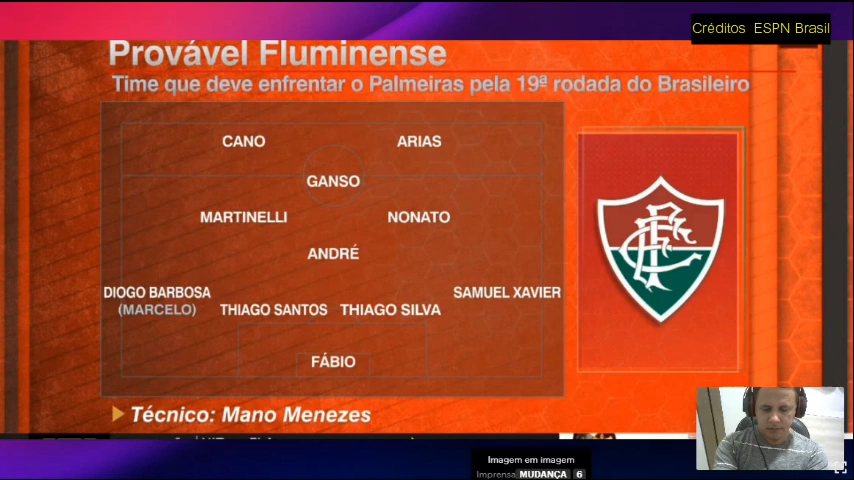 Créditos ESPN Brasil
Provável Fluminense
Time que deve enfrentar o Palmeiras pela 19ª rodada do Brasileiro
CANO ARIAS
GANSO
MARTINELLI NONATO
ANDRÉ
DIOGO BARBOSA SAMUEL XAVIER
(MARCELO) THIAGO SANTOS THIAGO SILVA
FÁBIO
Técnico: Mano Menezes
Imagem em imagem
Imprensa MUDANÇA 6